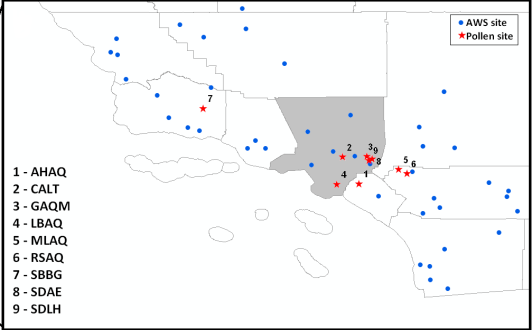 AWS site
Pollen site
7
3
2
9
8
5
6
4
1
1 - AHAQ
2 - CALT
3 - GAQM
4 - LBAQ
5 - MLAQ
6 - RSAQ
7 - SBBG
8 - SDAE
9 - SDLH